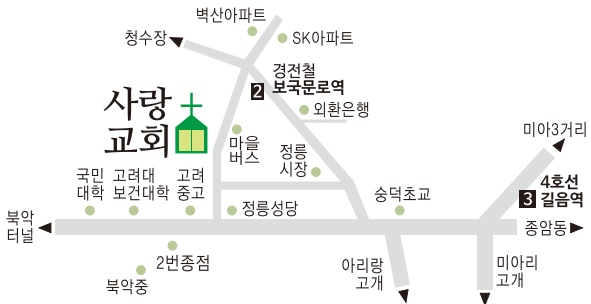 벽산아파트
청수장
SK아파트
경전철
2 보국문로역
사랑
교회
외환은행
미아3거리
마을
버스
정릉
시장
국민
대학
고려대
보건대학
고려
중고
4호선
3 길음역
숭덕초교
정릉성당
북악
터널
종암동
2번종점
북악중
아리랑
고개
미아리
고개